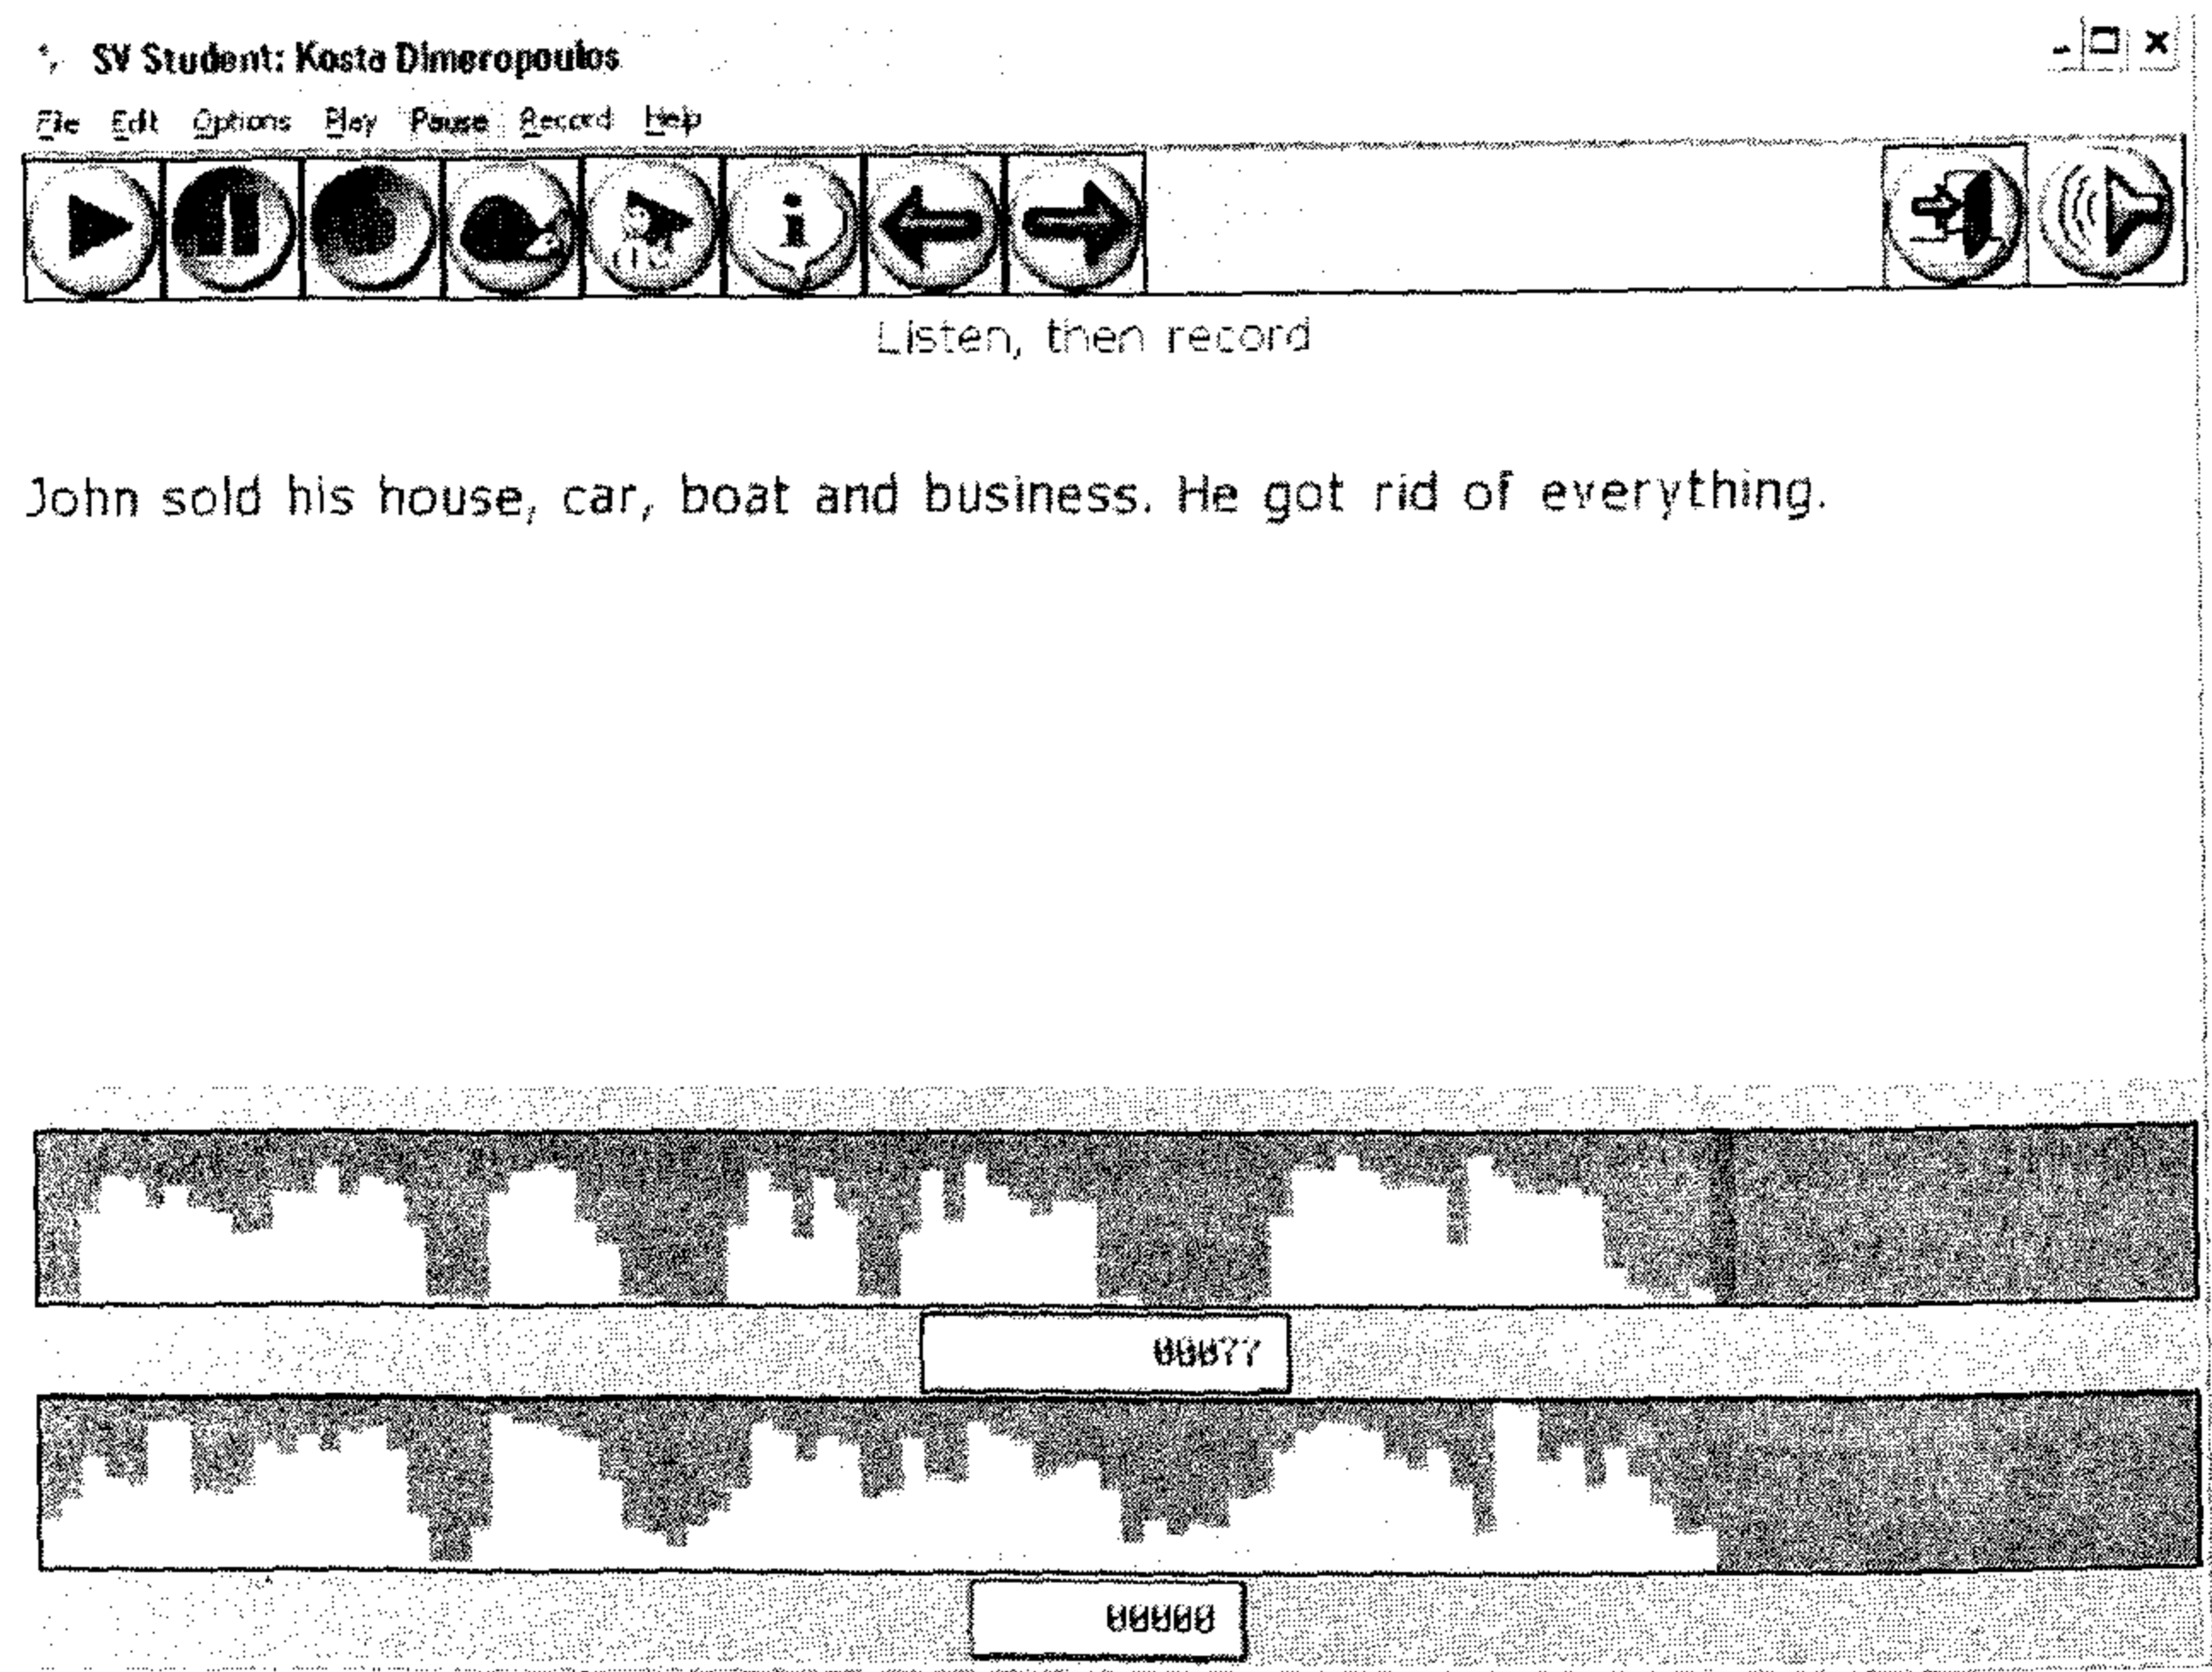 SV Student: Kosta Dimeropoulos
File Edit Options Play Pause Record Help
i
Listen, then record
John sold his house, car, boat and business. He got rid of everything.
00077
00000